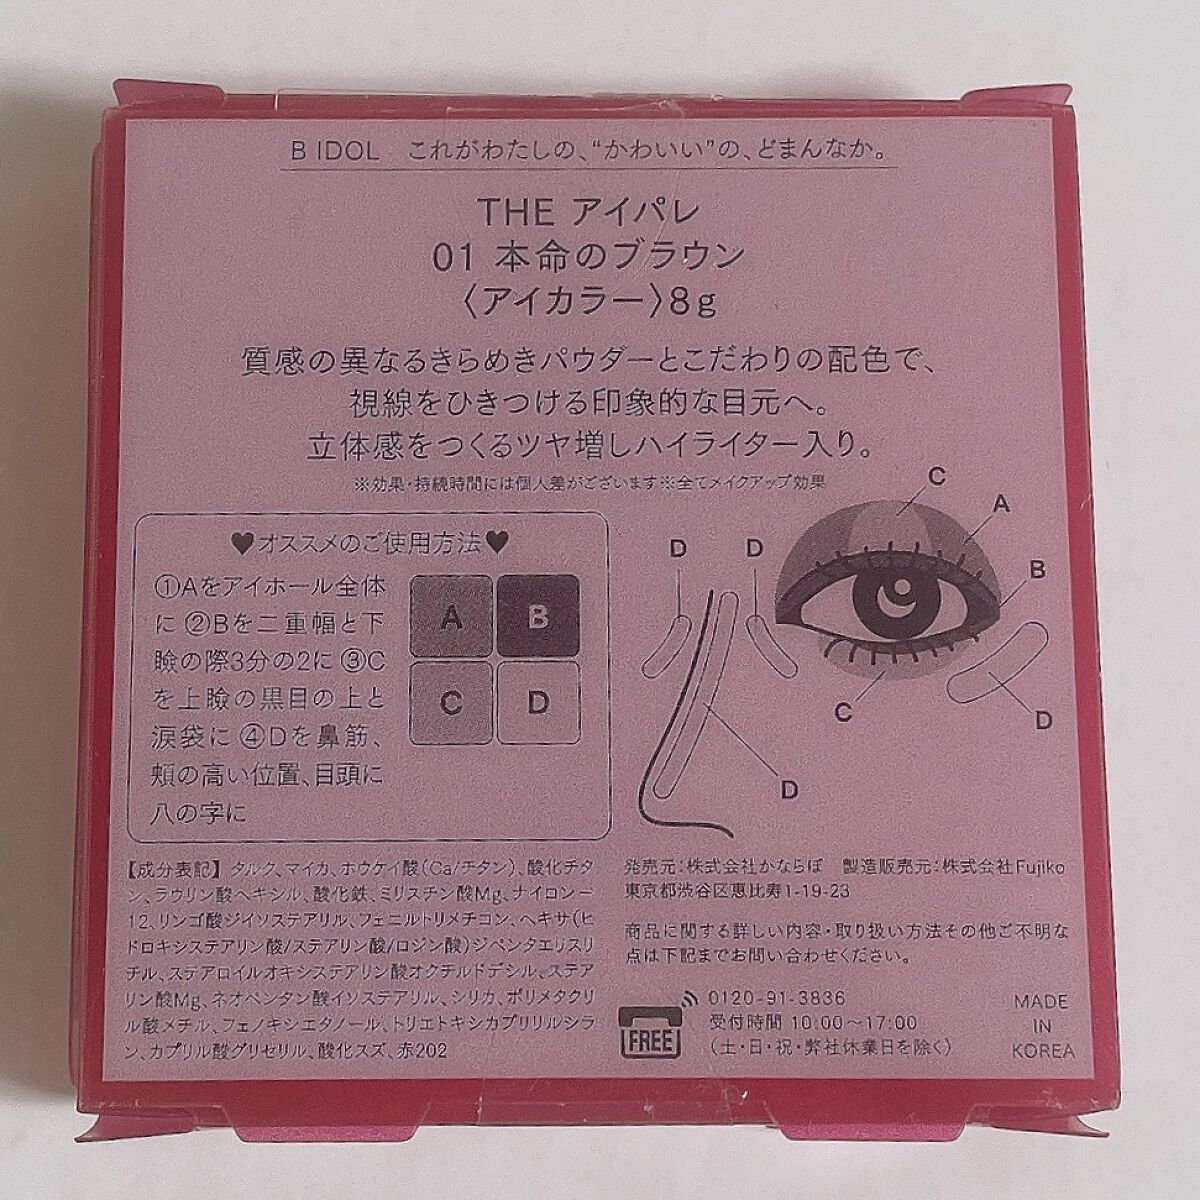 B IDOL これがわたしの、“かわいい”の、どまんなか。
THE アイパレ
01 本命のブラウン
〈アイカラー〉8g
質感の異なるきらめきパウダーとこだわりの配色で、
視線をひきつける印象的な目元へ。
立体感をつくるツヤ増しハイライター入り。
※効果・持続時間には個人差がございます※全てメイクアップ効果
♥オススメのご使用方法♥
①Aをアイホール全体
に ②Bを二重幅と下
瞼の際3分の2に ③C
を上瞼の黒目の上と
涙袋に ④Dを鼻筋、
頬の高い位置、目頭に
八の字に
A B
C D
C
A
D D
B
C
D
D
【成分表記】タルク、マイカ、ホウケイ酸(Ca/チタン)、酸化チタ
ン、ラウリン酸ヘキシル、酸化鉄、ミリスチン酸Mg、ナイロン－
12、リンゴ酸ジイソステアリル、フェニルトリメチコン、ヘキサ(ヒ
ドロキシステアリン酸/ステアリン酸/ロジン酸)ジペンタエリスリ
チル、ステアロイルオキシステアリン酸オクチルドデシル、ステア
リン酸Mg、ネオペンタン酸イソステアリル、シリカ、ポリメタクリ
ル酸メチル、フェノキシエタノール、トリエトキシカプリリルシラ
ン、カプリル酸グリセリル、酸化スズ、赤202
発売元：株式会社かならぼ 製造販売元：株式会社Fujiko
東京都渋谷区恵比寿1-19-23
商品に関する詳しい内容・取り扱い方法その他ご不明な
点は下記までお問い合わせください。
FREE
0120-91-3836
受付時間 10:00～17:00
(土・日・祝・弊社休業日を除く)
MADE
IN
KOREA